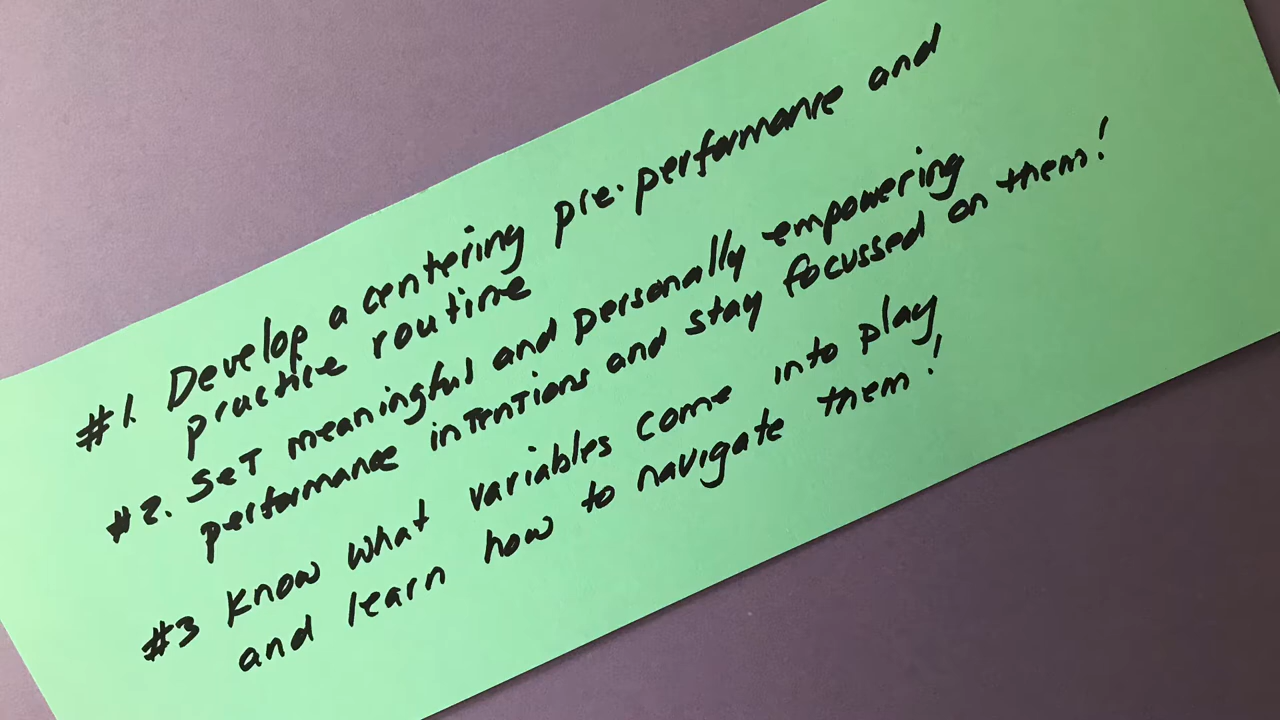 #1. Develop a centering pre-performance and
practice routine
#2. Set meaningful and personally empowering
performance intentions and stay focussed on them!
#3 Know what variables come into play
and learn how to navigate them!